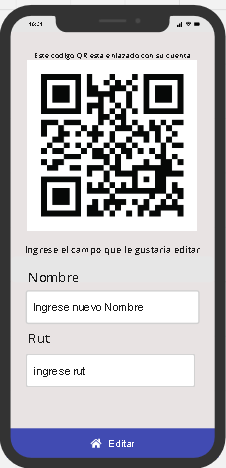 Este codigo QR esta enlazado con su cuenta
Ingrese el campo que le gustaria editar
Nombre
Ingrese nuevo Nombre
Rut
ingrese rut
Editar